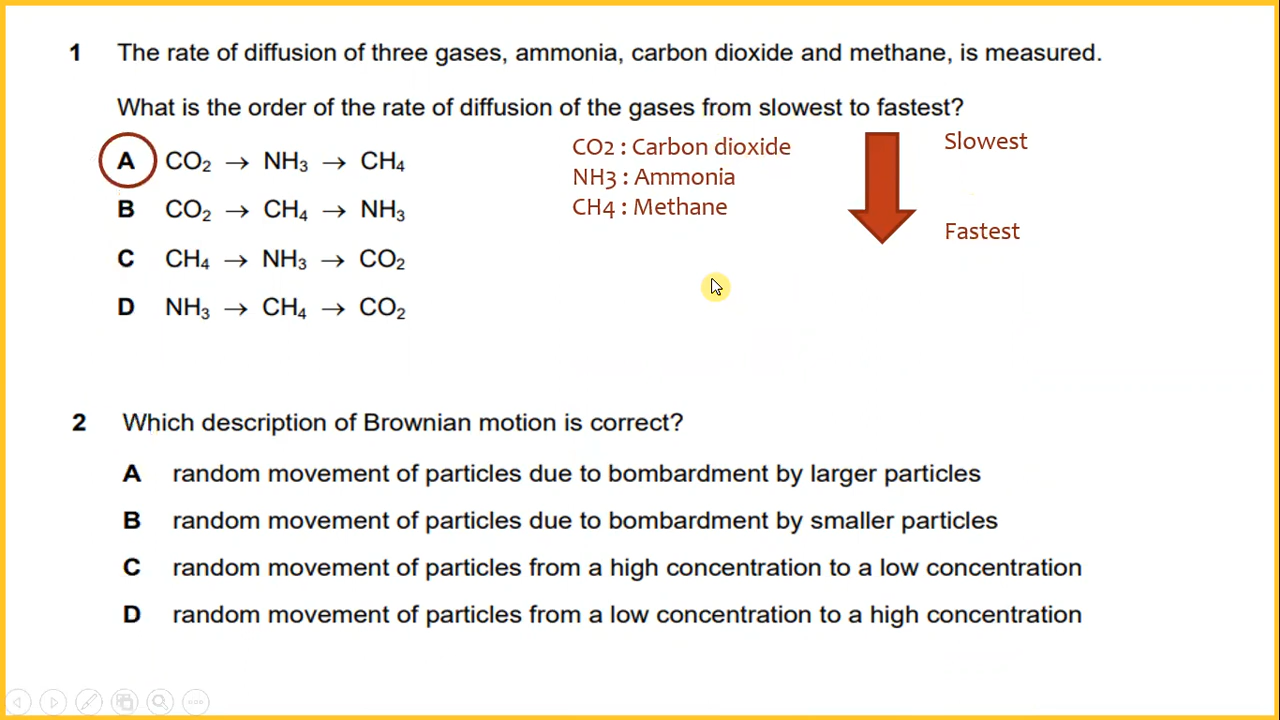 1 The rate of diffusion of three gases, ammonia, carbon dioxide and methane, is measured.
What is the order of the rate of diffusion of the gases from slowest to fastest?
A CO₂ → NH₃ → CH₄
B CO₂ → CH₄ → NH₃
C CH₄ → NH₃ → CO₂
D NH₃ → CH₄ → CO₂
CO2 : Carbon dioxide
NH3 : Ammonia
CH4 : Methane
Slowest
Fastest
2 Which description of Brownian motion is correct?
A random movement of particles due to bombardment by larger particles
B random movement of particles due to bombardment by smaller particles
C random movement of particles from a high concentration to a low concentration
D random movement of particles from a low concentration to a high concentration